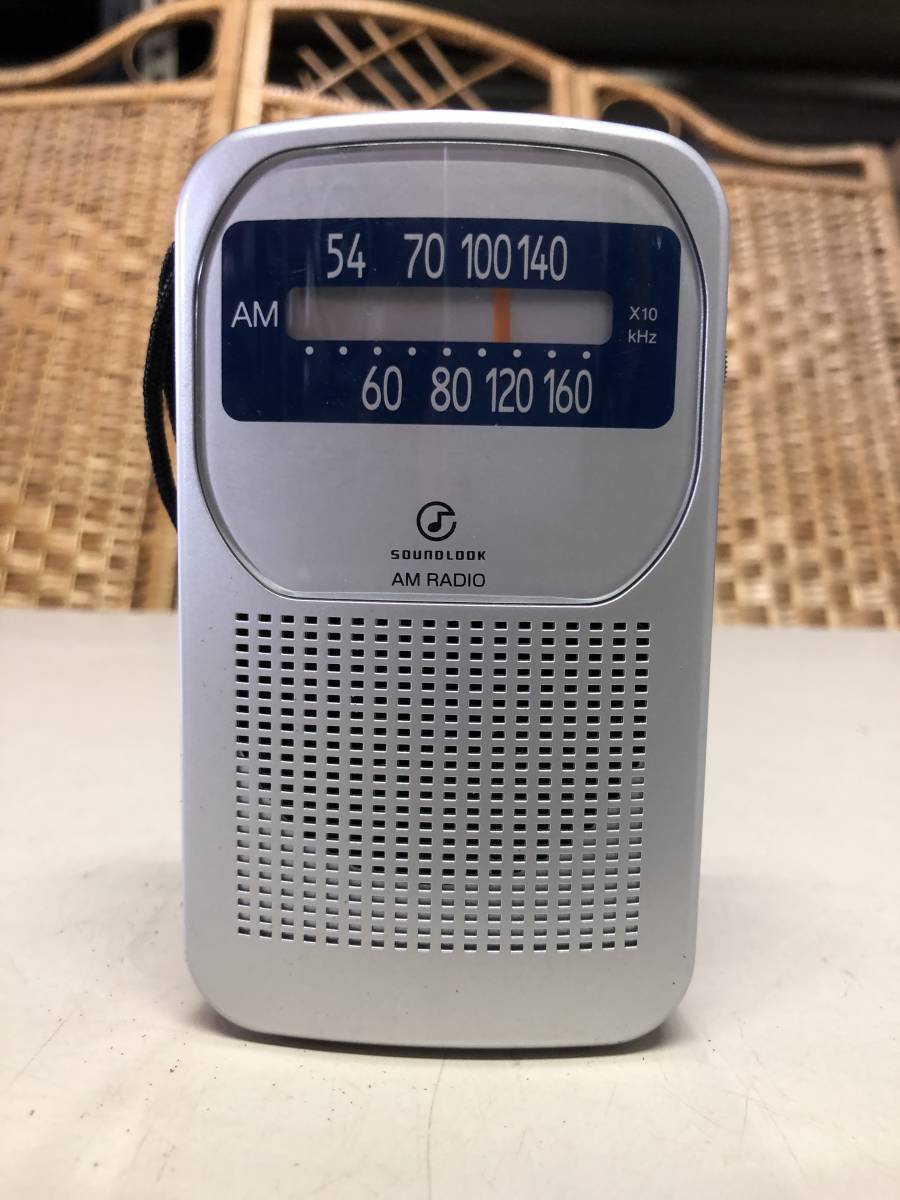 54 70 100 140
AM
X10
kHz
60 80 120 160
SOUNDLOOK
AM RADIO